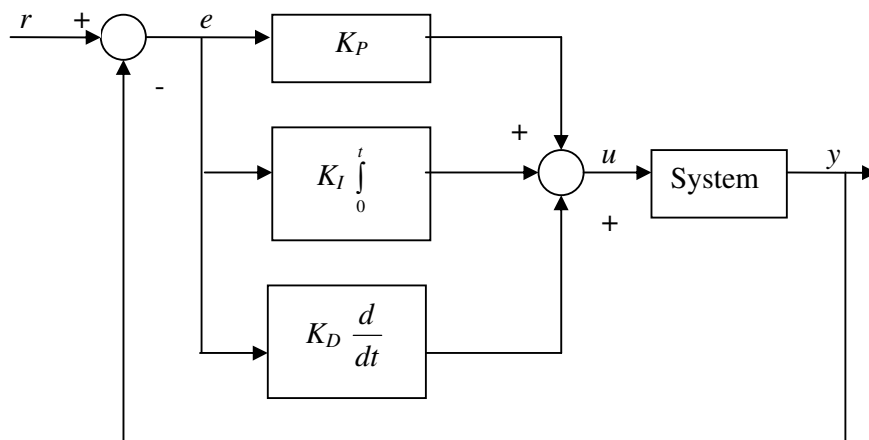 r + e
K_P
-
+
K_I ∫_0^t
u
System
y
+
K_D d/dt